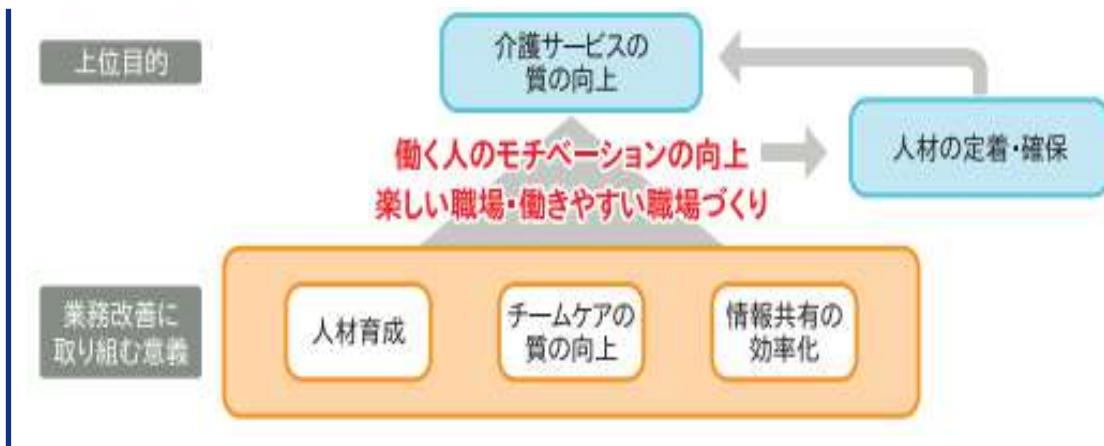 上位目的
介護サービスの
質の向上
働く人のモチベーションの向上
楽しい職場・働きやすい職場づくり
人材の定着・確保
業務改善に
取り組む意義
人材育成
チームケアの
質の向上
情報共有の
効率化